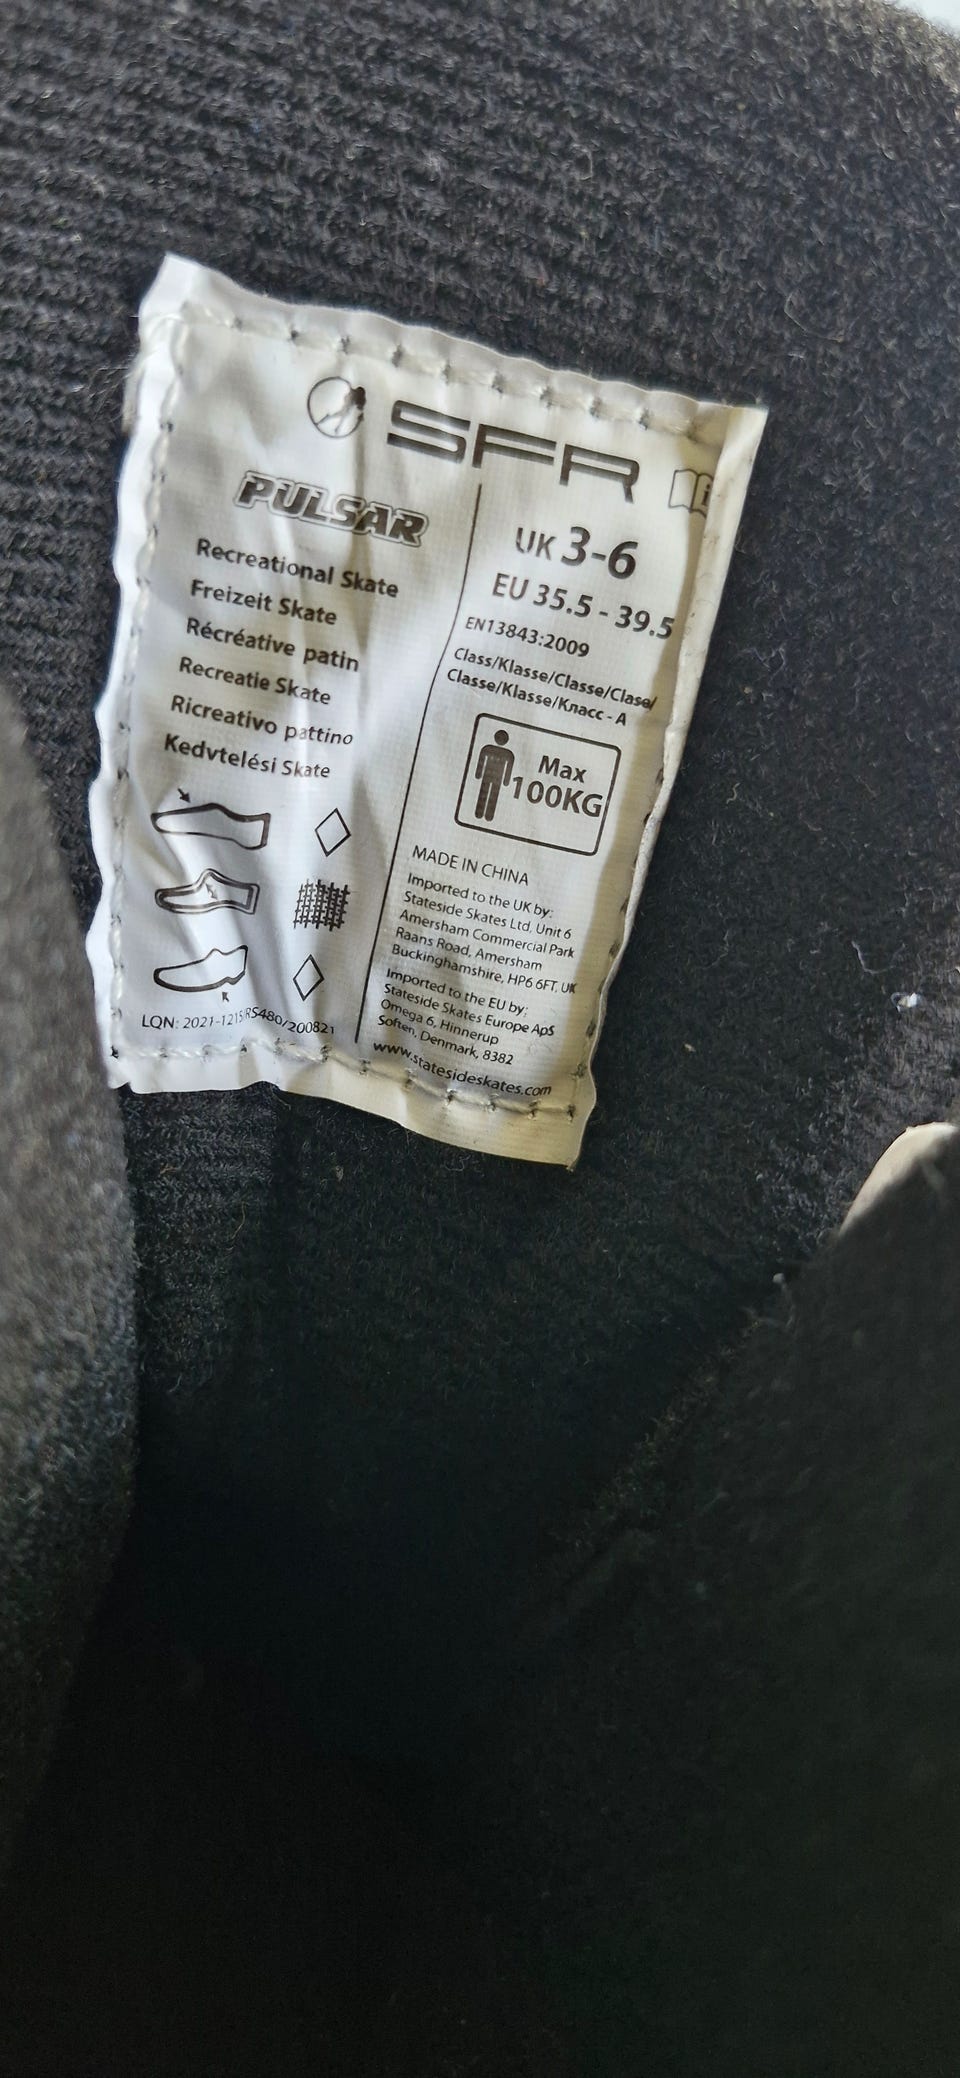 SFR
PULSAR
Recreational Skate
Freizeit Skate
Récréative patin
Recreatie Skate
Ricreativo pattino
Kedvtelési Skate
LQN: 2021-1215/RS480/200821
UK 3-6
EU 35.5 - 39.5
EN13843:2009
Class/Klasse/Classe/Clase/
Classe/Klasse/Класс - A
Max
100KG
MADE IN CHINA
Imported to the UK by:
Stateside Skates Ltd, Unit 6
Amersham Commercial Park
Raans Road, Amersham
Buckinghamshire, HP6 6FT, UK
Imported to the EU by:
Stateside Skates Europe ApS
Omega 6, Hinnerup
Soften, Denmark, 8382
www.statesideskates.com